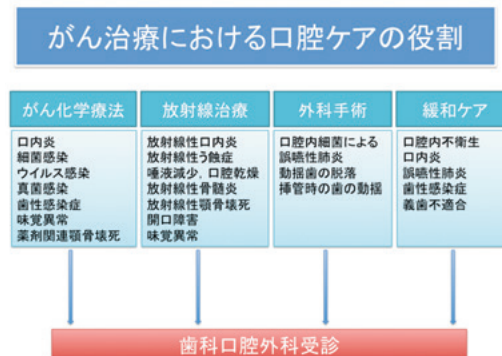 がん治療における口腔ケアの役割
がん化学療法
口内炎
細菌感染
ウイルス感染
真菌感染
歯性感染症
味覚異常
薬剤関連顎骨壊死
放射線治療
放射線性口内炎
放射線性う蝕症
唾液減少，口腔乾燥
放射線性骨髄炎
放射線性顎骨壊死
開口障害
味覚異常
外科手術
口腔内細菌による
誤嚥性肺炎
動揺歯の脱落
挿管時の歯の動揺
緩和ケア
口腔内不衛生
口内炎
誤嚥性肺炎
歯性感染症
義歯不適合
歯科口腔外科受診